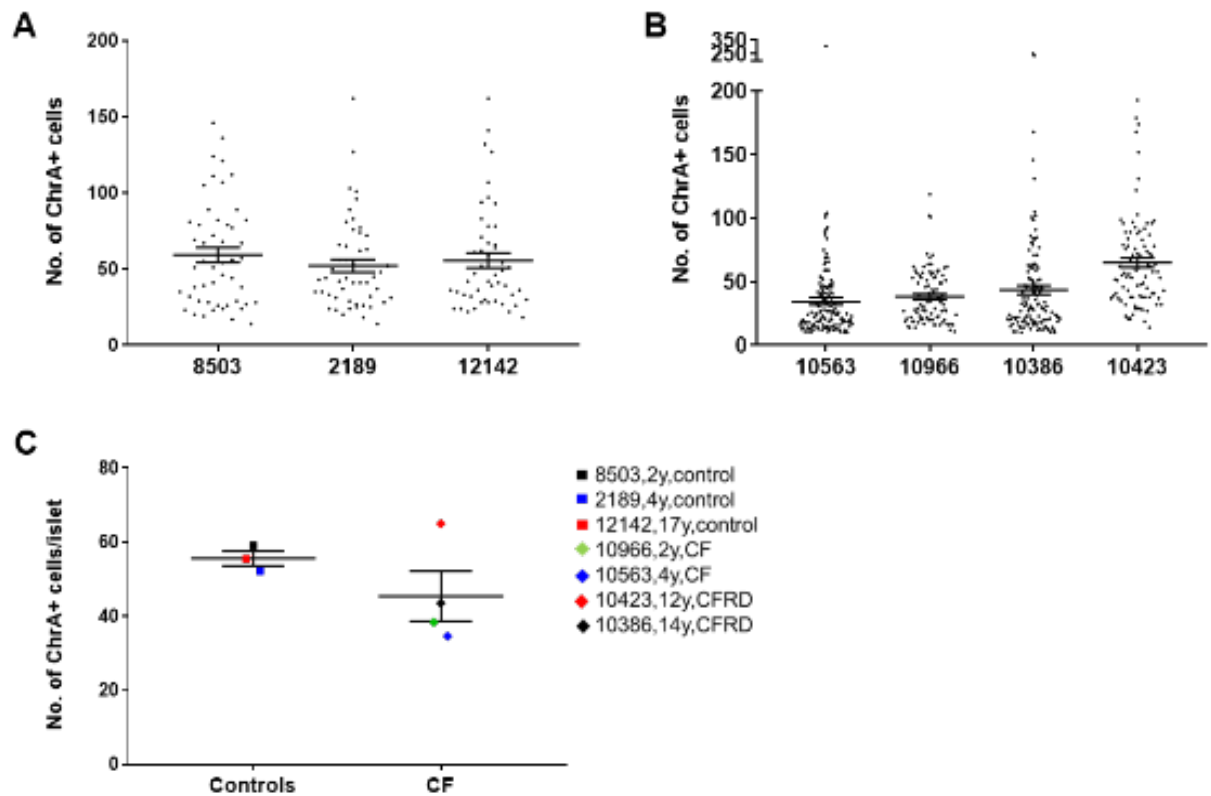 A
No. of ChrA+ cells
200
150
100
50
0
8503 2189 12142
B
No. of ChrA+ cells
350
250
200
150
100
50
0
10563 10966 10386 10423
C
No. of ChrA+ cells/islet
80
60
40
20
0
Controls CF
8503,2y,control
2189,4y,control
12142,17y,control
10966,2y,CF
10563,4y,CF
10423,12y,CFRD
10386,14y,CFRD